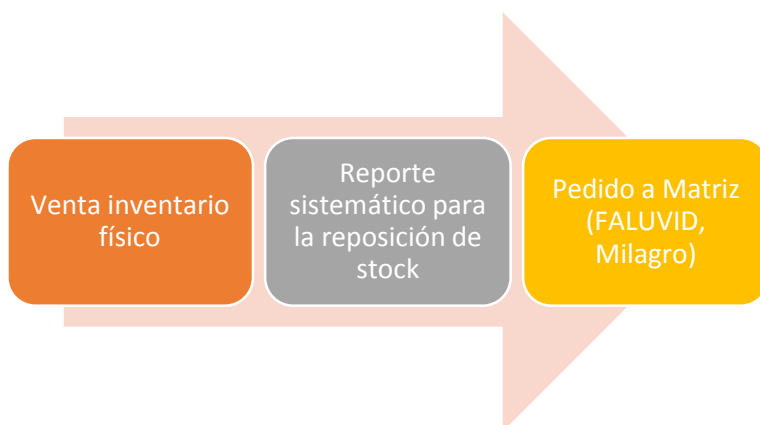 Venta inventario
físico
Reporte
sistemático para
la reposición de
stock
Pedido a Matriz
(FALUVID,
Milagro)